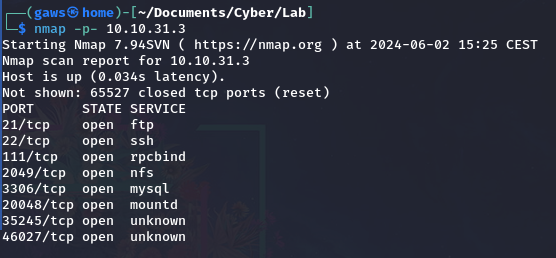 ┌──(gaws㉿home)-[~/Documents/Cyber/Lab]
└─$ nmap -p- 10.10.31.3
Starting Nmap 7.94SVN ( https://nmap.org ) at 2024-06-02 15:25 CEST
Nmap scan report for 10.10.31.3
Host is up (0.034s latency).
Not shown: 65527 closed tcp ports (reset)
PORT      STATE SERVICE
21/tcp    open  ftp
22/tcp    open  ssh
111/tcp   open  rpcbind
2049/tcp  open  nfs
3306/tcp  open  mysql
20048/tcp open  mountd
35245/tcp open  unknown
46027/tcp open  unknown